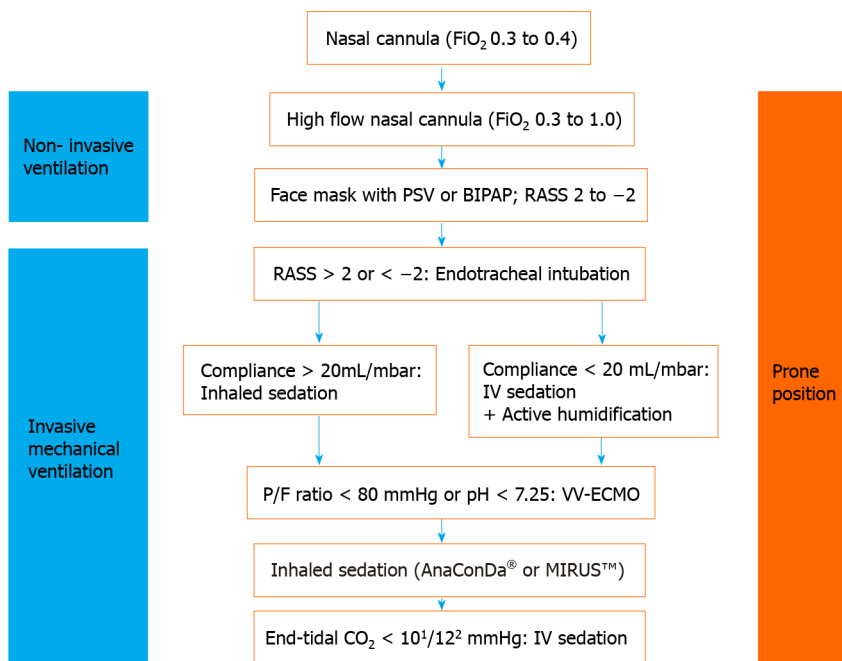 Nasal cannula (FiO₂ 0.3 to 0.4)
High flow nasal cannula (FiO₂ 0.3 to 1.0)
Non- invasive
ventilation
Face mask with PSV or BIPAP; RASS 2 to −2
RASS > 2 or < −2: Endotracheal intubation
Compliance > 20mL/mbar:
Inhaled sedation
Compliance < 20 mL/mbar:
IV sedation
+ Active humidification
Prone
position
Invasive
mechanical
ventilation
P/F ratio < 80 mmHg or pH < 7.25: VV-ECMO
Inhaled sedation (AnaConDa® or MIRUS™)
End-tidal CO₂ < 10¹/12² mmHg: IV sedation